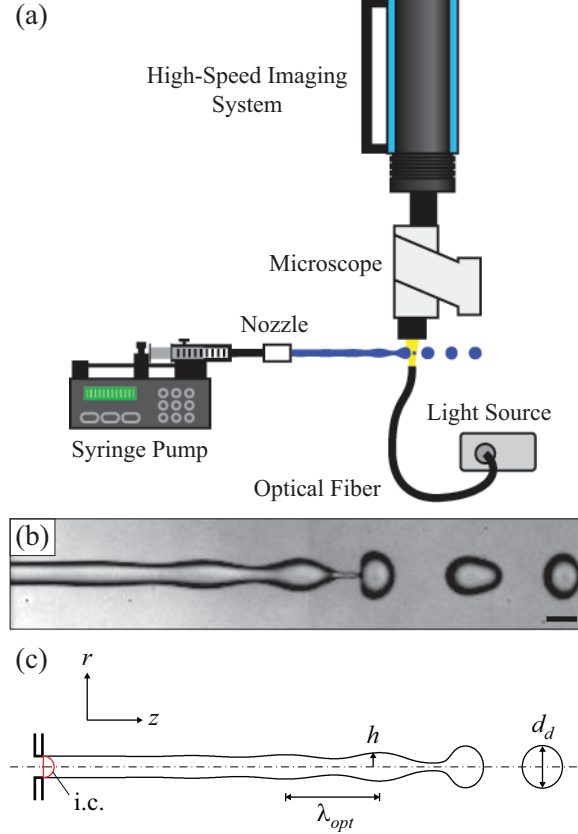 (a)
High-Speed Imaging
System
Microscope
Nozzle
Syringe Pump
Light Source
Optical Fiber
(b)
(c)
r
z
h
d_d
i.c.
λ_opt